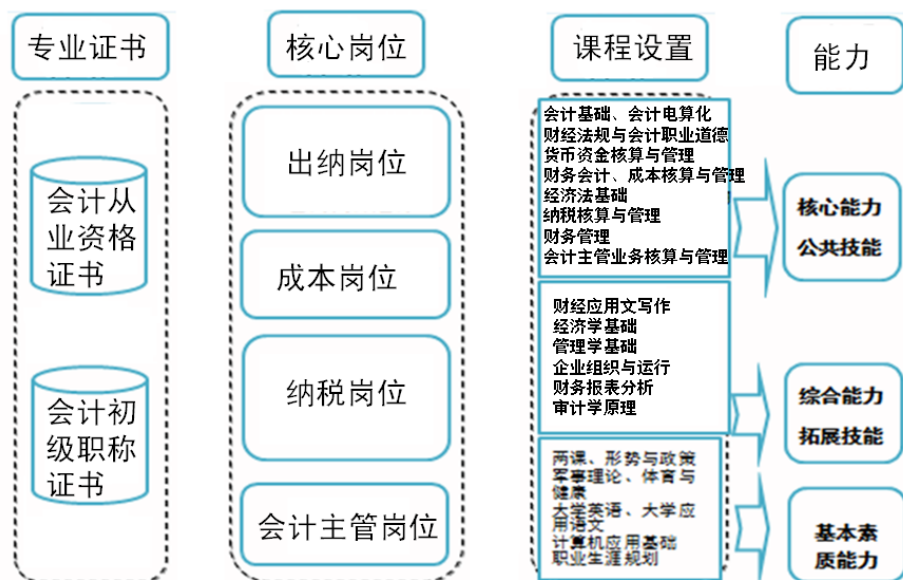 专业证书
会计从
业资格
证书
会计初
级职称
证书
核心岗位
出纳岗位
成本岗位
纳税岗位
会计主管岗位
课程设置
会计基础、会计电算化
财经法规与会计职业道德
货币资金核算与管理
财务会计、成本核算与管理
经济法基础
纳税核算与管理
财务管理
会计主管业务核算与管理
财经应用文写作
经济学基础
管理学基础
企业组织与运行
财务报表分析
审计学原理
两课、形势与政策
军事理论、体育与
健康
大学英语、大学应
用语文
计算机应用基础
职业生涯规划
能力
核心能力
公共技能
综合能力
拓展技能
基本素
质能力